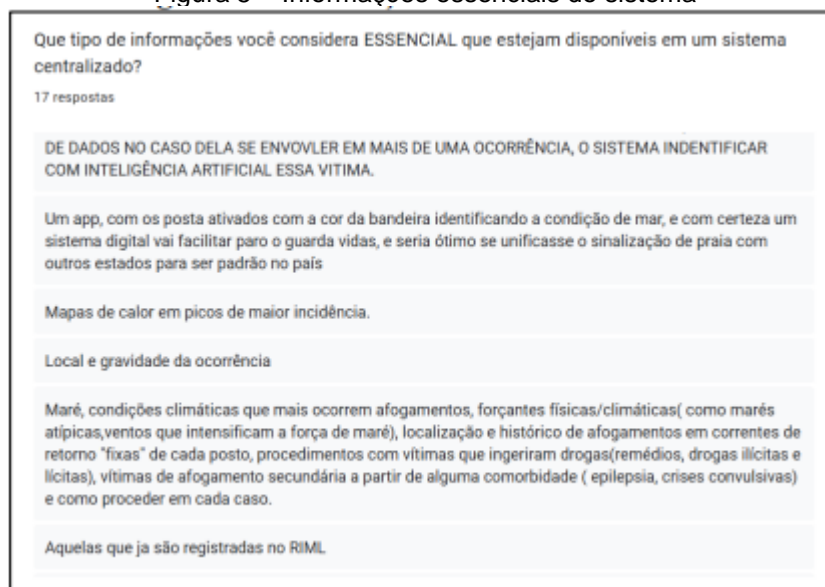 Que tipo de informações você considera ESSENCIAL que estejam disponíveis em um sistema
centralizado?
17 respostas
DE DADOS NO CASO DELA SE ENVOVLER EM MAIS DE UMA OCORRÊNCIA, O SISTEMA INDENTIFICAR
COM INTELIGÊNCIA ARTIFICIAL ESSA VITIMA.
Um app, com os posta ativados com a cor da bandeira identificando a condição de mar, e com certeza um
sistema digital vai facilitar paro o guarda vidas, e seria ótimo se unificasse o sinalização de praia com
outros estados para ser padrão no país
Mapas de calor em picos de maior incidência.
Local e gravidade da ocorrência
Maré, condições climáticas que mais ocorrem afogamentos, forçantes físicas/climáticas( como marés
atípicas,ventos que intensificam a força de maré), localização e histórico de afogamentos em correntes de
retorno "fixas" de cada posto, procedimentos com vítimas que ingeriram drogas(remédios, drogas ilícitas e
lícitas), vítimas de afogamento secundária a partir de alguma comorbidade ( epilepsia, crises convulsivas)
e como proceder em cada caso.
Aquelas que ja são registradas no RIML